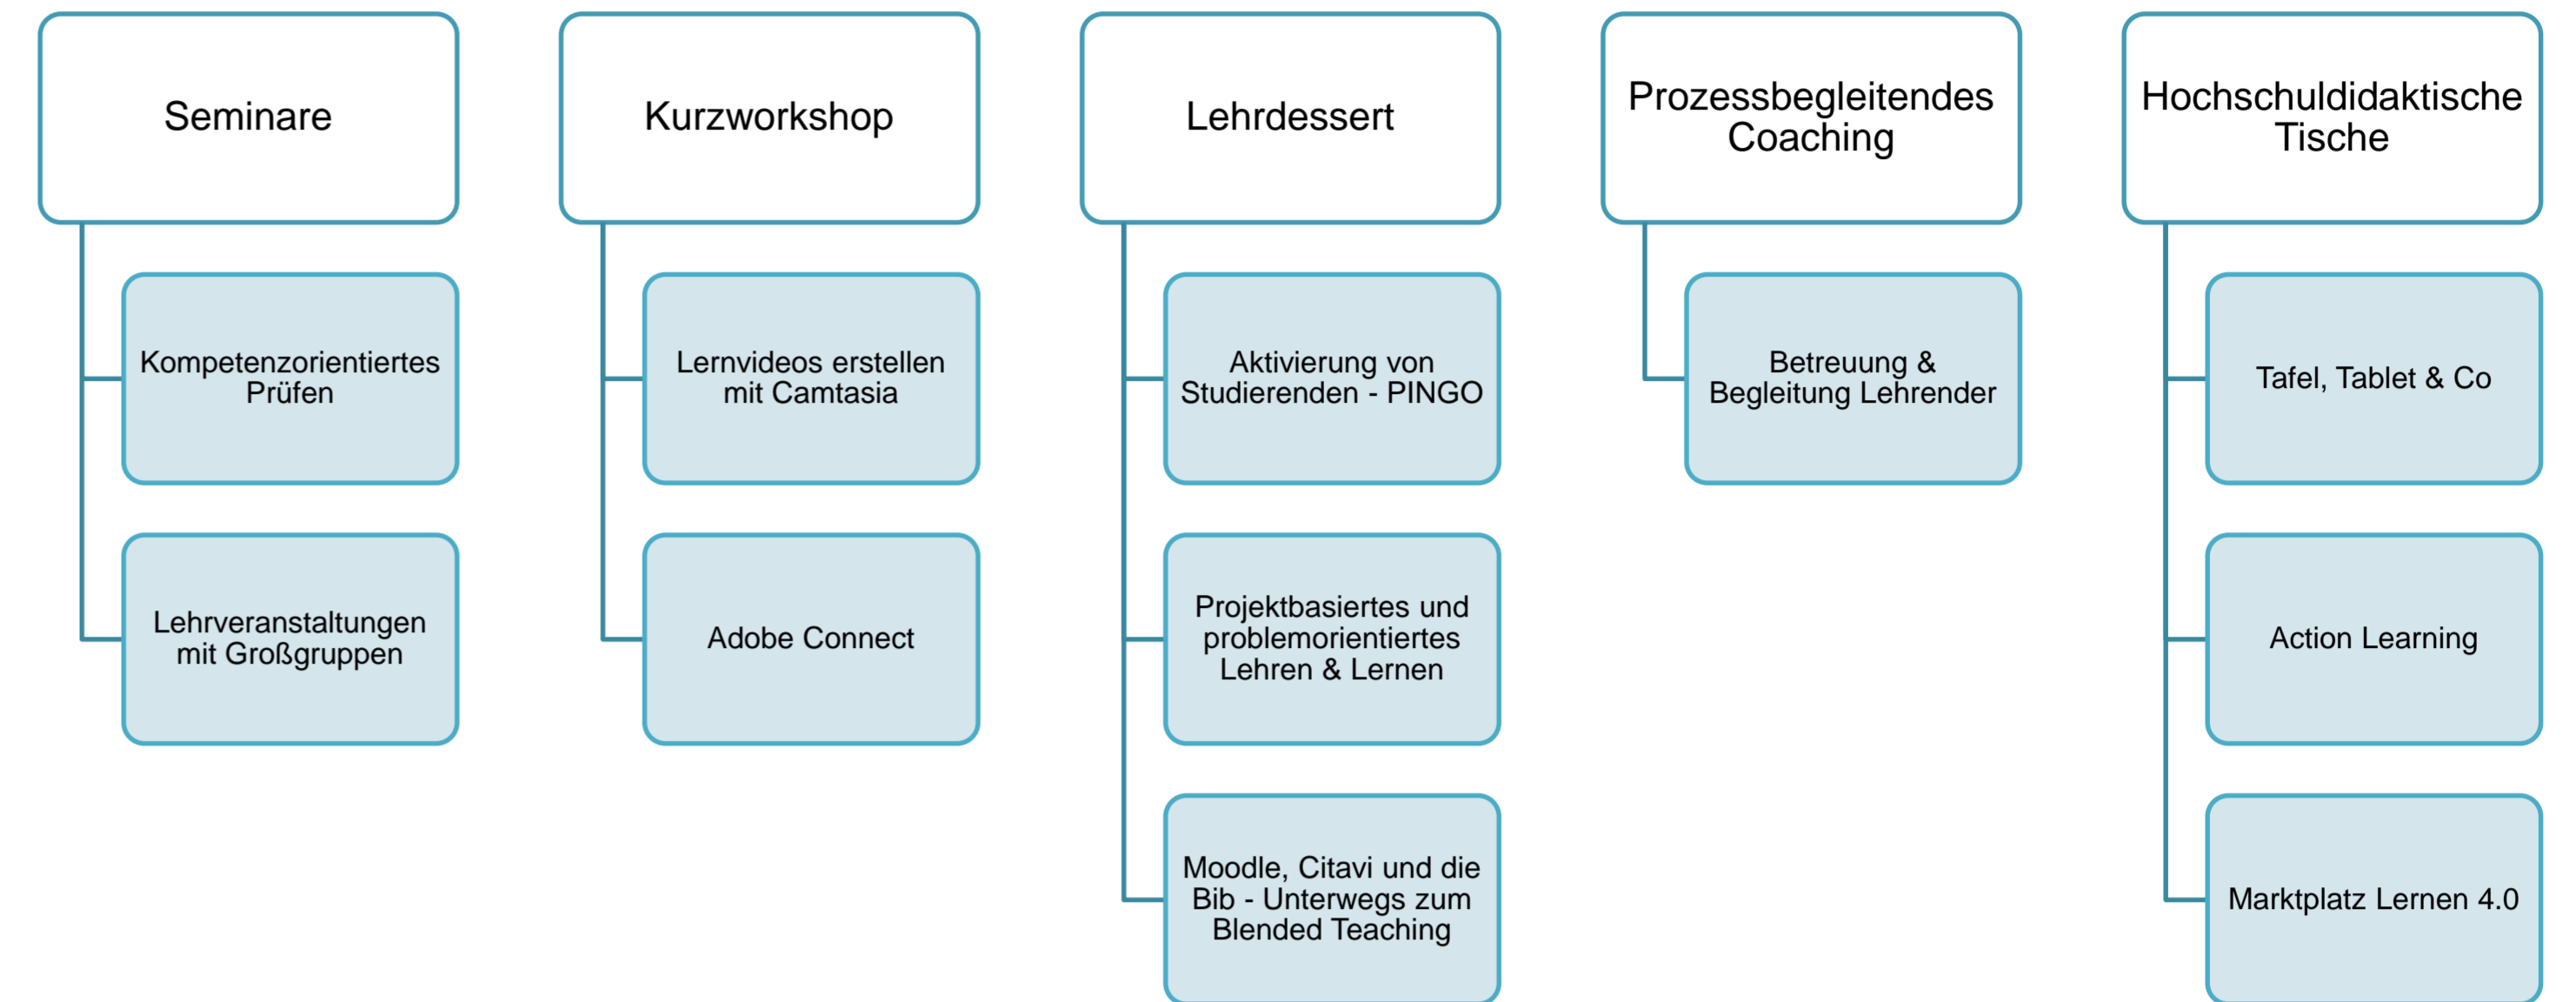 Seminare
Kompetenzorientiertes
Prüfen
Lehrveranstaltungen
mit Großgruppen
Kurzworkshop
Lernvideos erstellen
mit Camtasia
Adobe Connect
Lehrdessert
Aktivierung von
Studierenden - PINGO
Projektbasiertes und
problemorientiertes
Lehren & Lernen
Moodle, Citavi und die
Bib - Unterwegs zum
Blended Teaching
Prozessbegleitendes
Coaching
Betreuung &
Begleitung Lehrender
Hochschuldidaktische
Tische
Tafel, Tablet & Co
Action Learning
Marktplatz Lernen 4.0